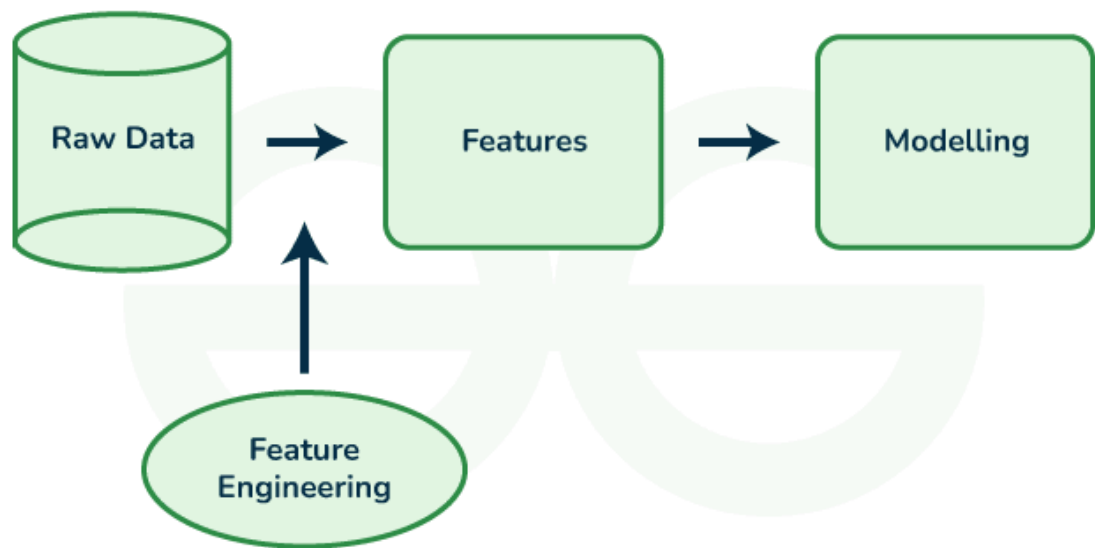 Raw Data
Features
Modelling
Feature
Engineering